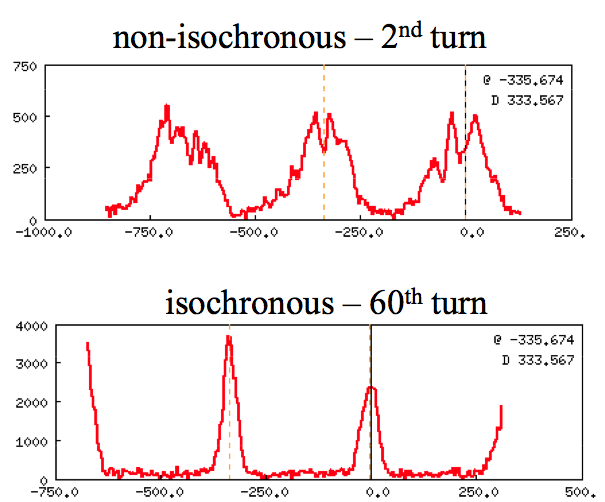 non-isochronous – 2nd turn
750
@ -335.674
D 333.567
500
250
0
-1000.0 -750.0 -500.0 -250.0 0.0 250.
isochronous – 60th turn
4000
@ -335.674
D 333.567
3000
2000
1000
0
-750.0 -500.0 -250.0 0.0 250.0 500.